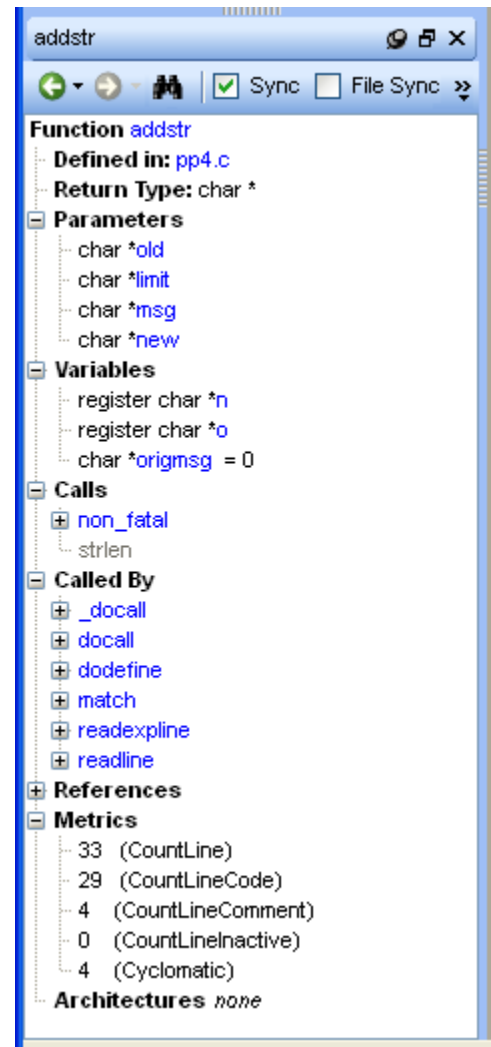 addstr
Sync File Sync
Function addstr
Defined in: pp4.c
Return Type: char *
Parameters
char *old
char *limit
char *msg
char *new
Variables
register char *n
register char *o
char *origmsg = 0
Calls
non_fatal
strlen
Called By
_docall
docall
dodefine
match
readexpline
readline
References
Metrics
33 (CountLine)
29 (CountLineCode)
4 (CountLineComment)
0 (CountLineInactive)
4 (Cyclomatic)
Architectures none